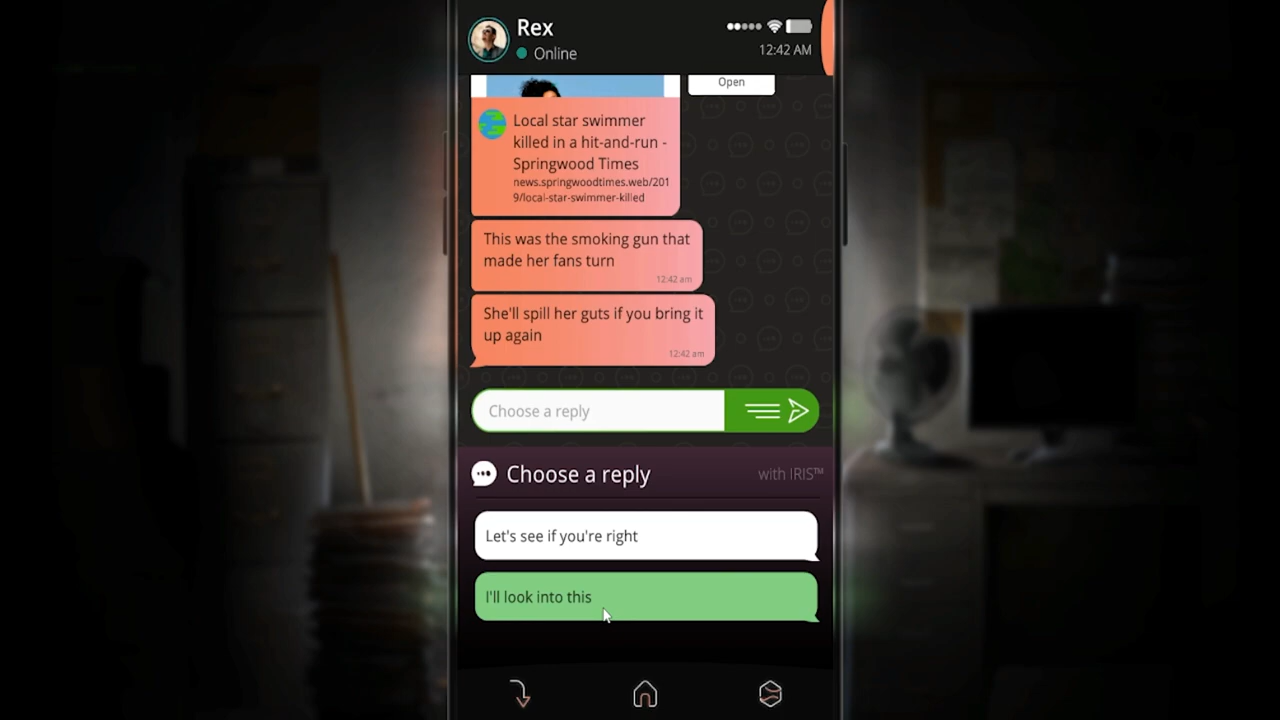 Rex
Online
12:42 AM
Open
Local star swimmer
killed in a hit-and-run -
Springwood Times
news.springwoodtimes.web/201
9/local-star-swimmer-killed
This was the smoking gun that
made her fans turn
12:42 am
She'll spill her guts if you bring it
up again
12:42 am
Choose a reply
Choose a reply
with IRIS™
Let's see if you're right
I'll look into this